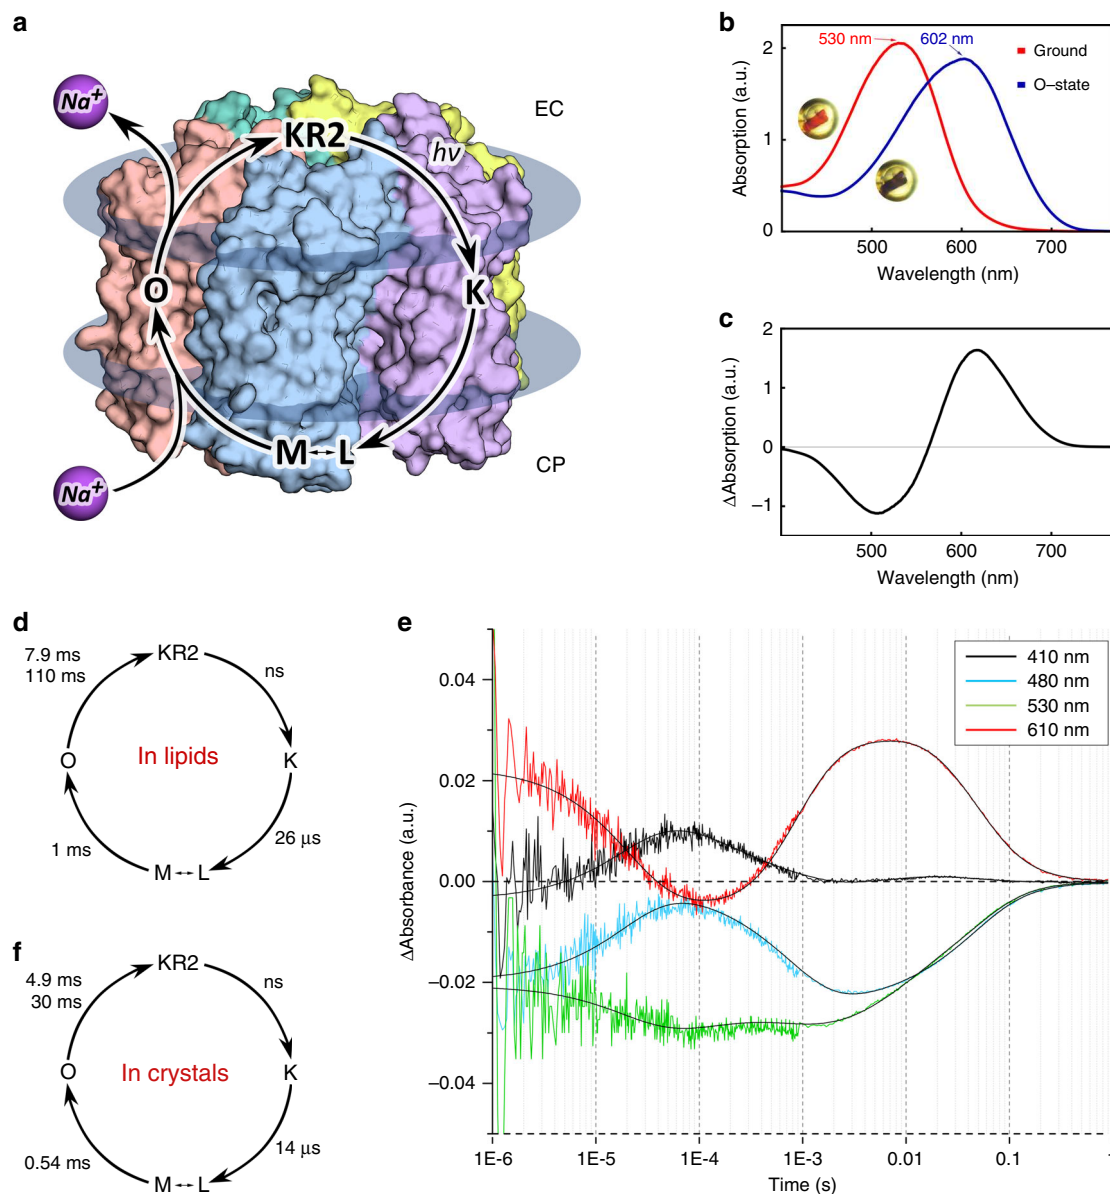 a
Na⁺
EC
KR2
hν
O
K
M↔L
CP
Na⁺
b
530 nm
602 nm
Ground
O–state
2
1
0
Absorption (a.u.)
500
600
700
Wavelength (nm)
c
2
1
0
–1
ΔAbsorption (a.u.)
500
600
700
Wavelength (nm)
d
7.9 ms
110 ms
KR2
ns
O
In lipids
K
1 ms
26 μs
M↔L
e
410 nm
480 nm
530 nm
610 nm
0.04
0.02
0.00
−0.02
−0.04
ΔAbsorbance (a.u.)
1E-6
1E-5
1E-4
1E-3
0.01
0.1
1
Time (s)
f
4.9 ms
30 ms
KR2
ns
O
In crystals
K
0.54 ms
14 μs
M↔L